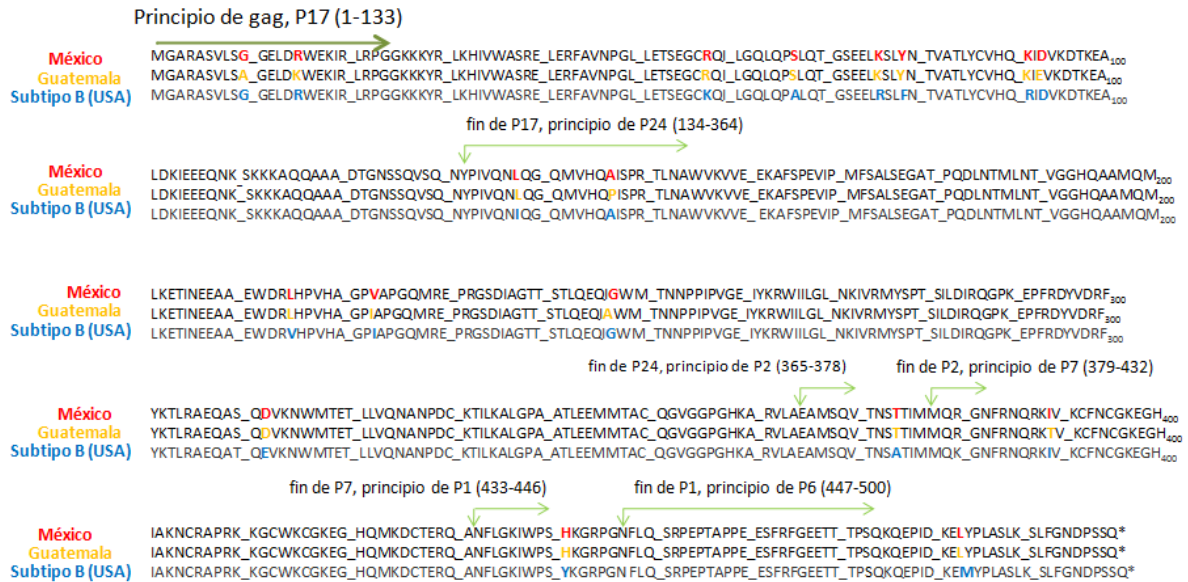 Principio de gag, P17 (1-133)
México MGARASVLSG_GELDRWEKIR_LRPGGKKKYR_LKHIVWASRE_LERFAVNPGL_LETSEGCRQI_LGQLQPSLQT_GSEELKSLYN_TVATLYCVHQ_KIDVKDTKEA100
Guatemala MGARASVLSA_GELDKWEKIR_LRPGGKKKYR_LKHIVWASRE_LERFAVNPGL_LETSEGCRQI_LGQLQPSLQT_GSEELKSLYN_TVATLYCVHQ_KIEVKDTKEA100
Subtipo B (USA) MGARASVLSG_GELDRWEKIR_LRPGGKKKYR_LKHIVWASRE_LERFAVNPGL_LETSEGCKQI_LGQLQPALQT_GSEELRSLFN_TVATLYCVHQ_RIDVKDTKEA100
fin de P17, principio de P24 (134-364)
México LDKIEEEQNK_SKKKAQQAAA_DTGNSSQVSQ_NYPIVQNLQG_QMVHQAISPR_TLNAWVKVVE_EKAFSPEVIP_MFSALSEGAT_PQDLNTMLNT_VGGHQAAMQM200
Guatemala LDKIEEEQNK_SKKKAQQAAA_DTGNSSQVSQ_NYPIVQNLQG_QMVHQPISPR_TLNAWVKVVE_EKAFSPEVIP_MFSALSEGAT_PQDLNTMLNT_VGGHQAAMQM200
Subtipo B (USA) LDKIEEEQNK_SKKKAQQAAA_DTGNSSQVSQ_NYPIVQNIQG_QMVHQAISPR_TLNAWVKVVE_EKAFSPEVIP_MFSALSEGAT_PQDLNTMLNT_VGGHQAAMQM200
México LKETINEEAA_EWDRLHPVHA_GPVAPGQMRE_PRGSDIAGTT_STLQEQIGWM_TNNPPIPVGE_IYKRWIILGL_NKIVRMYSPT_SILDIRQGPK_EPFRDYVDRF300
Guatemala LKETINEEAA_EWDRLHPVHA_GPIAPGQMRE_PRGSDIAGTT_STLQEQIAWM_TNNPPIPVGE_IYKRWIILGL_NKIVRMYSPT_SILDIRQGPK_EPFRDYVDRF300
Subtipo B (USA) LKETINEEAA_EWDRVHPVHA_GPIAPGQMRE_PRGSDIAGTT_STLQEQIGWM_TNNPPIPVGE_IYKRWIILGL_NKIVRMYSPT_SILDIRQGPK_EPFRDYVDRF300
fin de P24, principio de P2 (365-378) fin de P2, principio de P7 (379-432)
México YKTLRAEQAS_QDVKNWMTET_LLVQNANPDC_KTILKALGPA_ATLEEMMTAC_QGVGGPGHKA_RVLAEAMSQV_TNSTTIMMQR_GNFRNQRKIV_KCFNCGKEGH400
Guatemala YKTLRAEQAS_QDVKNWMTET_LLVQNANPDC_KTILKALGPA_ATLEEMMTAC_QGVGGPGHKA_RVLAEAMSQV_TNSTTIMMQR_GNFRNQRKTV_KCFNCGKEGH400
Subtipo B (USA) YKTLRAEQAT_QEVKNWMTET_LLVQNANPDC_KTILKALGPA_ATLEEMMTAC_QGVGGPGHKA_RVLAEAMSQV_TNSATIMMQK_GNFRNQRKIV_KCFNCGKEGH400
fin de P7, principio de P1 (433-446) fin de P1, principio de P6 (447-500)
México IAKNCRAPRK_KGCWKCGKEG_HQMKDCTERQ_ANFLGKIWPS_HKGRPGNFLQ_SRPEPTAPPE_ESFRFGEETT_TPSQKQEPID_KELYPLASLK_SLFGNDPSSQ*
Guatemala IAKNCRAPRK_KGCWKCGKEG_HQMKDCTERQ_ANFLGKIWPS_HKGRPGNFLQ_SRPEPTAPPE_ESFRFGEETT_TPSQKQEPID_KELYPLASLK_SLFGNDPSSQ*
Subtipo B (USA) IAKNCRAPRK_KGCWKCGKEG_HQMKDCTERQ_ANFLGKIWPS_YKGRPGNFLQ_SRPEPTAPPE_ESFRFGEETT_TPSQKQEPID_KEMYPLASLK_SLFGNDPSSQ*